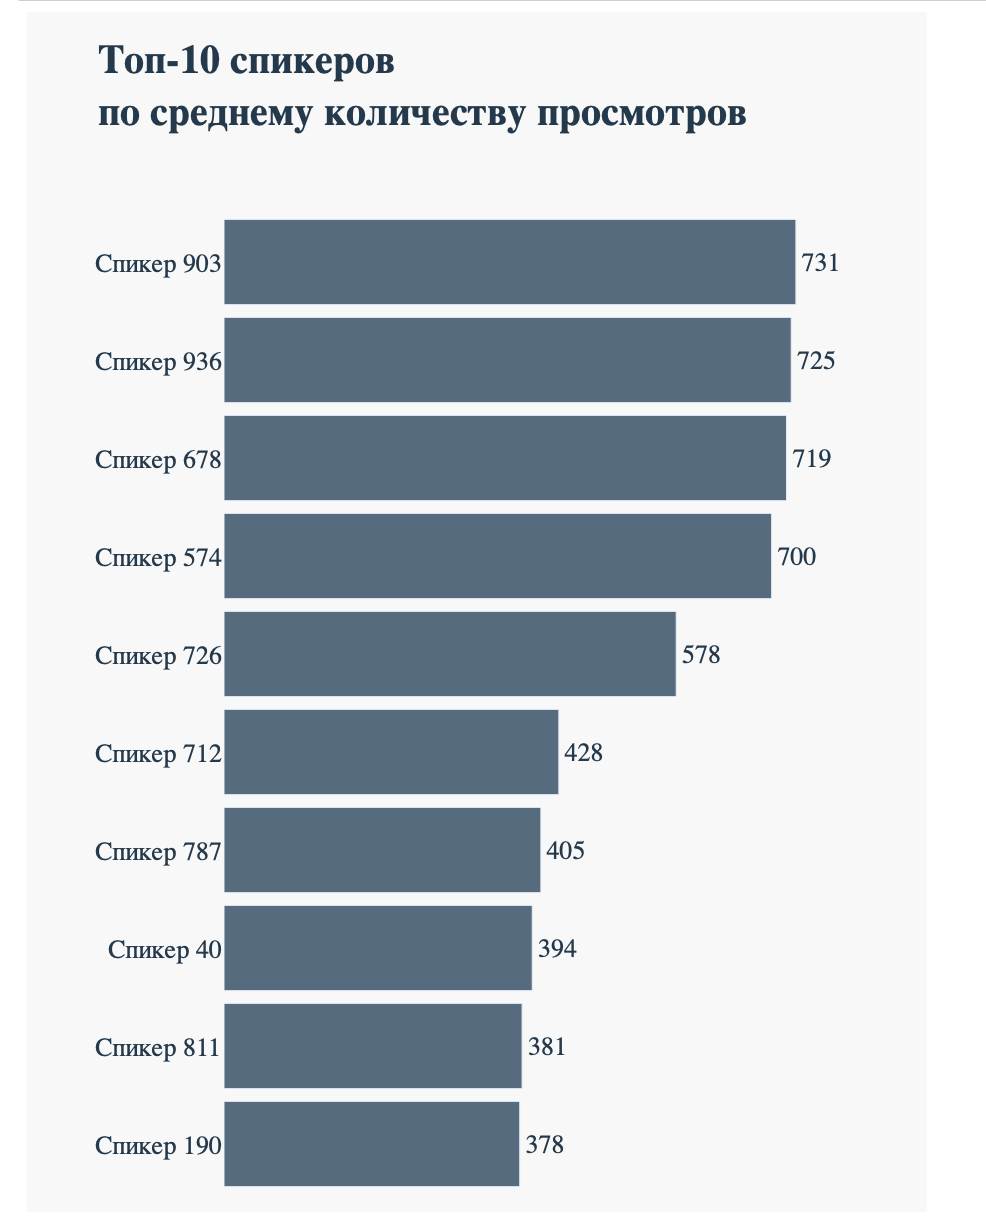 Топ-10 спикеров
по среднему количеству просмотров
Спикер 903 731
Спикер 936 725
Спикер 678 719
Спикер 574 700
Спикер 726 578
Спикер 712 428
Спикер 787 405
Спикер 40 394
Спикер 811 381
Спикер 190 378